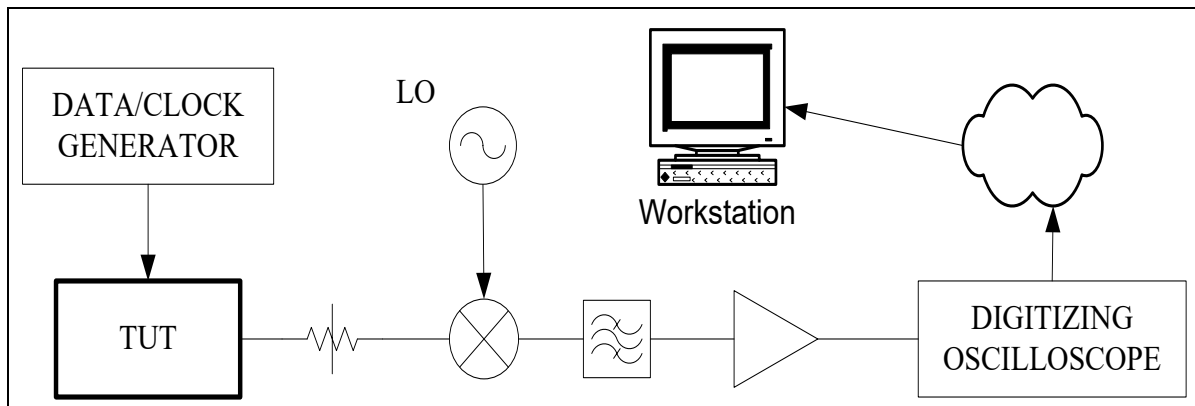 DATA/CLOCK
GENERATOR
LO
Workstation
TUT
DIGITIZING
OSCILLOSCOPE